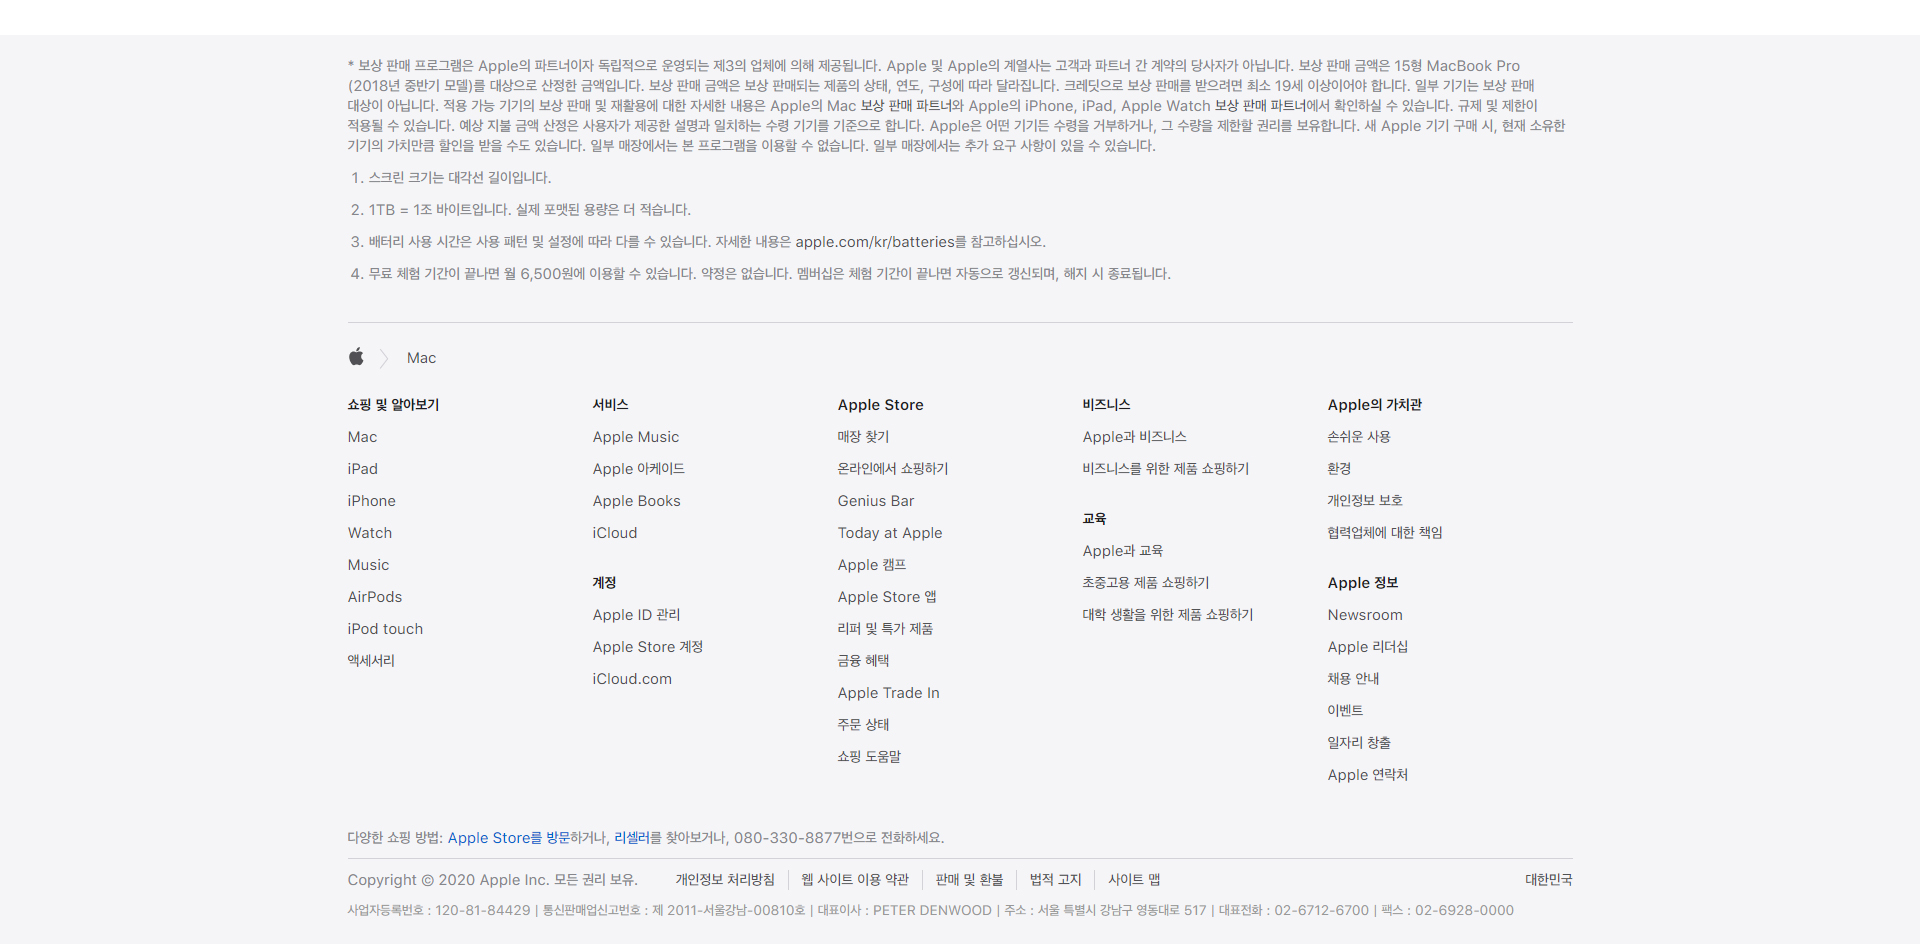 * 보상 판매 프로그램은 Apple의 파트너이자 독립적으로 운영되는 제3의 업체에 의해 제공됩니다. Apple 및 Apple의 계열사는 고객과 파트너 간 계약의 당사자가 아닙니다. 보상 판매 금액은 15형 MacBook Pro
(2018년 중반기 모델)를 대상으로 산정한 금액입니다. 보상 판매 금액은 보상 판매되는 제품의 상태, 연도, 구성에 따라 달라집니다. 크레딧으로 보상 판매를 받으려면 최소 19세 이상이어야 합니다. 일부 기기는 보상 판매
대상이 아닙니다. 적용 가능 기기의 보상 판매 및 재활용에 대한 자세한 내용은 Apple의 Mac 보상 판매 파트너와 Apple의 iPhone, iPad, Apple Watch 보상 판매 파트너에서 확인하실 수 있습니다. 규제 및 제한이
적용될 수 있습니다. 예상 지불 금액 산정은 사용자가 제공한 설명과 일치하는 수령 기기를 기준으로 합니다. Apple은 어떤 기기든 수령을 거부하거나, 그 수량을 제한할 권리를 보유합니다. 새 Apple 기기 구매 시, 현재 소유한
기기의 가치만큼 할인을 받을 수도 있습니다. 일부 매장에서는 본 프로그램을 이용할 수 없습니다. 일부 매장에서는 추가 요구 사항이 있을 수 있습니다.
1. 스크린 크기는 대각선 길이입니다.
2. 1TB = 1조 바이트입니다. 실제 포맷된 용량은 더 적습니다.
3. 배터리 사용 시간은 사용 패턴 및 설정에 따라 다를 수 있습니다. 자세한 내용은 apple.com/kr/batteries를 참고하십시오.
4. 무료 체험 기간이 끝나면 월 6,500원에 이용할 수 있습니다. 약정은 없습니다. 멤버십은 체험 기간이 끝나면 자동으로 갱신되며, 해지 시 종료됩니다.
Mac
쇼핑 및 알아보기
Mac
iPad
iPhone
Watch
Music
AirPods
iPod touch
액세서리
서비스
Apple Music
Apple 아케이드
Apple Books
iCloud
계정
Apple ID 관리
Apple Store 계정
iCloud.com
Apple Store
매장 찾기
온라인에서 쇼핑하기
Genius Bar
Today at Apple
Apple 캠프
Apple Store 앱
리퍼 및 특가 제품
금융 혜택
Apple Trade In
주문 상태
쇼핑 도움말
비즈니스
Apple과 비즈니스
비즈니스를 위한 제품 쇼핑하기
교육
Apple과 교육
초중고용 제품 쇼핑하기
대학 생활을 위한 제품 쇼핑하기
Apple의 가치관
손쉬운 사용
환경
개인정보 보호
협력업체에 대한 책임
Apple 정보
Newsroom
Apple 리더십
채용 안내
이벤트
일자리 창출
Apple 연락처
다양한 쇼핑 방법: Apple Store를 방문하거나, 리셀러를 찾아보거나, 080-330-8877번으로 전화하세요.
Copyright © 2020 Apple Inc. 모든 권리 보유. 개인정보 처리방침 | 웹 사이트 이용 약관 | 판매 및 환불 | 법적 고지 | 사이트 맵 대한민국
사업자등록번호 : 120-81-84429 | 통신판매업신고번호 : 제 2011-서울강남-00810호 | 대표이사 : PETER DENWOOD | 주소 : 서울 특별시 강남구 영동대로 517 | 대표전화 : 02-6712-6700 | 팩스 : 02-6928-0000